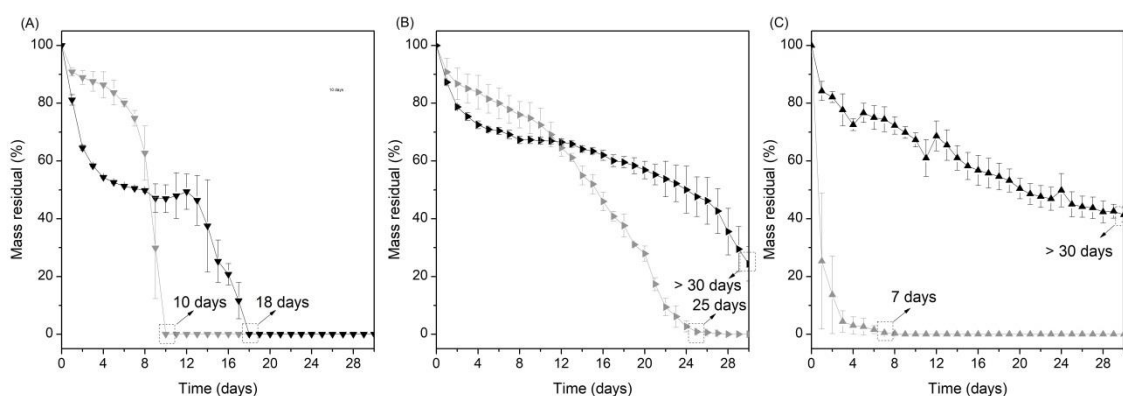 (A)
100
80
60
40
20
0
Mass residual (%)
10 days
18 days
0 4 8 12 16 20 24 28
Time (days)
(B)
100
80
60
40
20
0
Mass residual (%)
> 30 days
25 days
0 4 8 12 16 20 24 28
Time (days)
(C)
100
80
60
40
20
0
Mass residual (%)
> 30 days
7 days
0 4 8 12 16 20 24 28
Time (days)